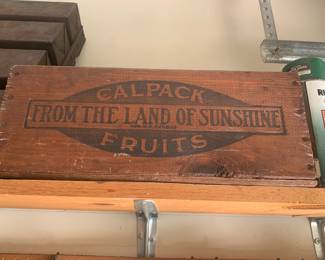 CALPACK
FROM THE LAND OF SUNSHINE
FRUITS